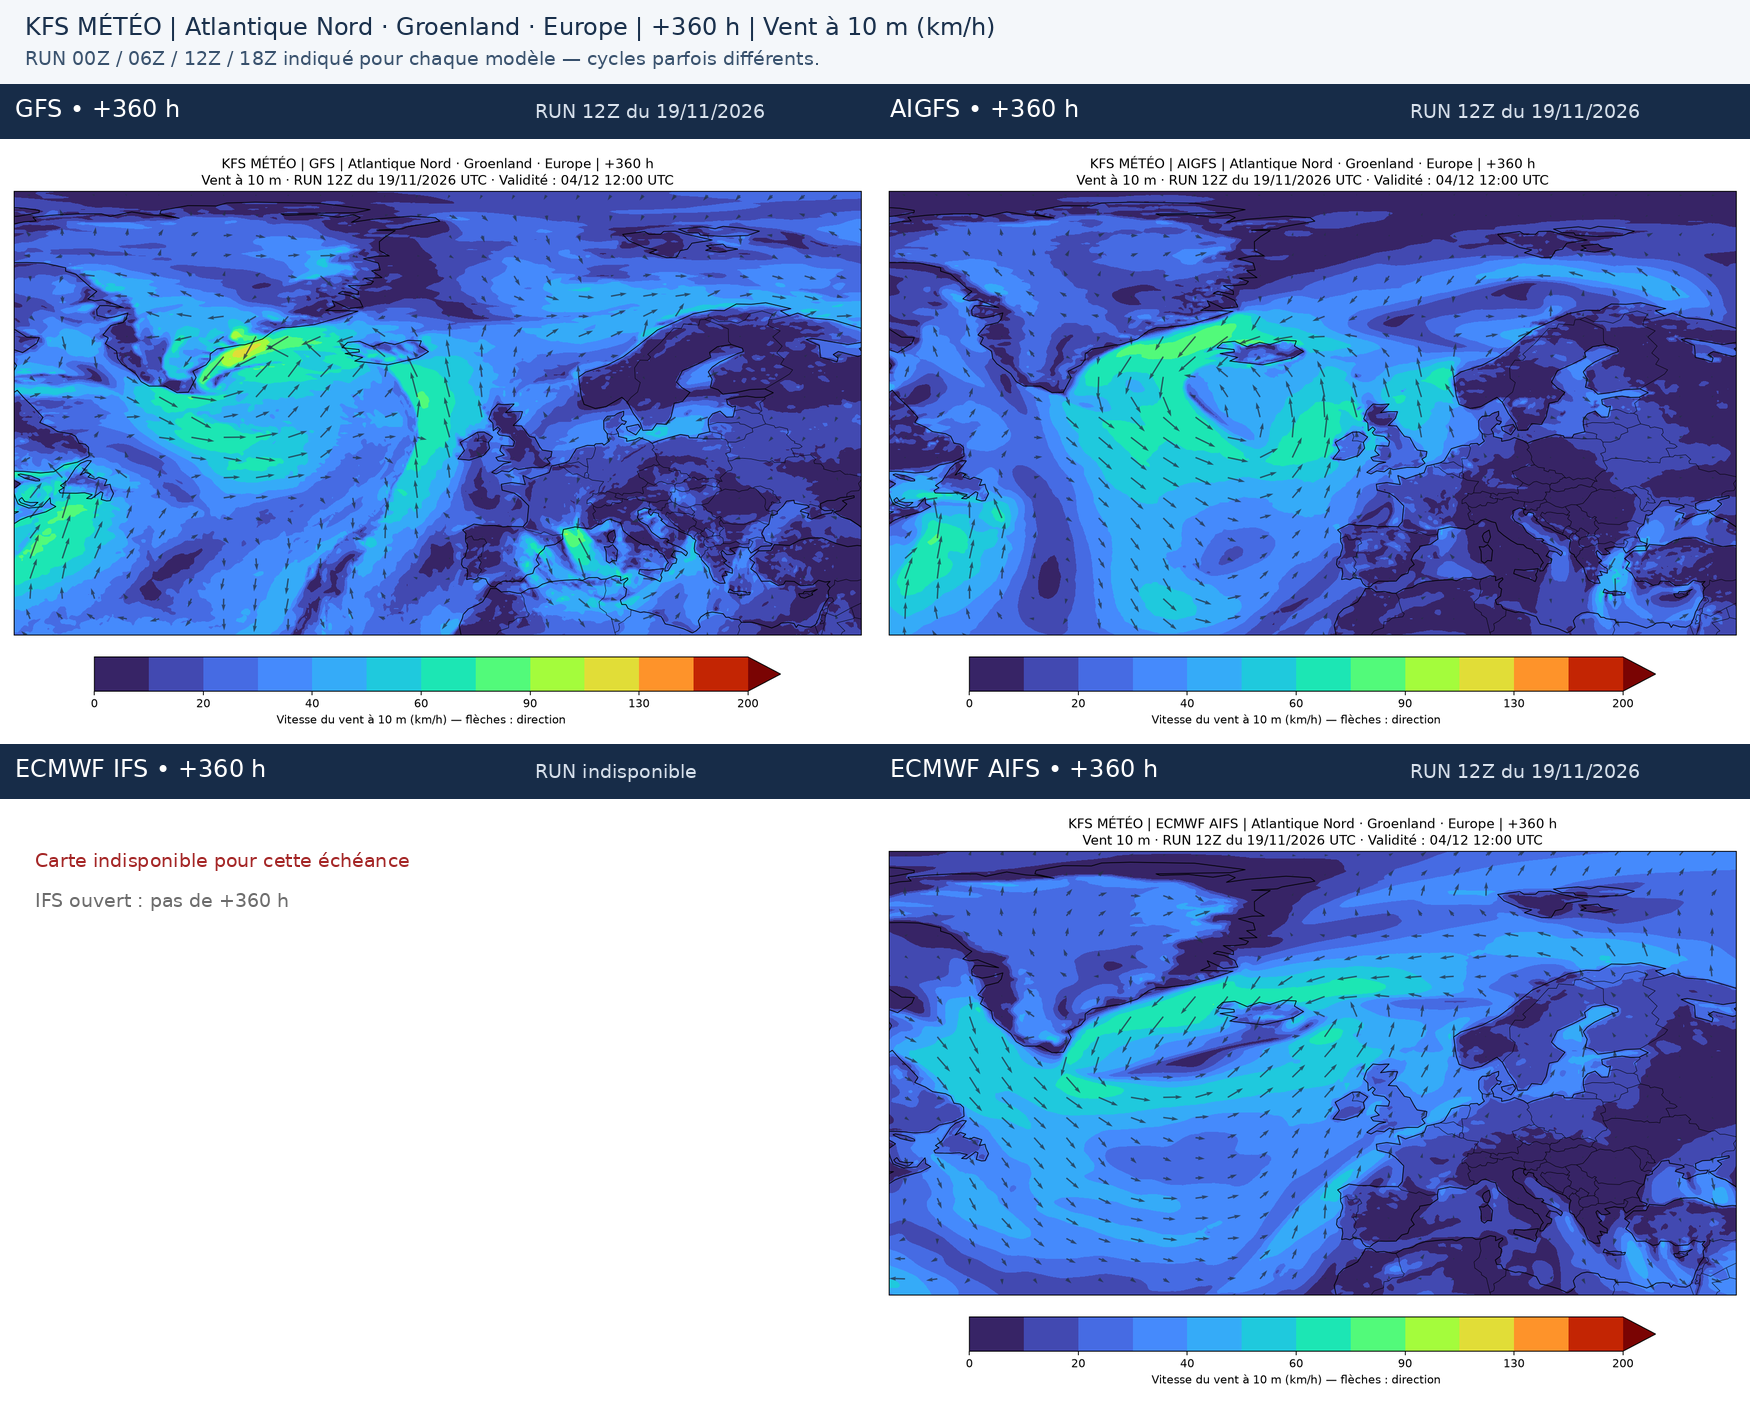 KFS MÉTÉO | Atlantique Nord · Groenland · Europe | +360 h | Vent à 10 m (km/h)
RUN 00Z / 06Z / 12Z / 18Z indiqué pour chaque modèle — cycles parfois différents.
GFS • +360 h
RUN 12Z du 19/11/2026
KFS MÉTÉO | GFS | Atlantique Nord · Groenland · Europe | +360 h
Vent à 10 m · RUN 12Z du 19/11/2026 UTC · Validité : 04/12 12:00 UTC
0 20 40 60 90 130 200
Vitesse du vent à 10 m (km/h) — flèches : direction
AIGFS • +360 h
RUN 12Z du 19/11/2026
KFS MÉTÉO | AIGFS | Atlantique Nord · Groenland · Europe | +360 h
Vent à 10 m · RUN 12Z du 19/11/2026 UTC · Validité : 04/12 12:00 UTC
0 20 40 60 90 130 200
Vitesse du vent à 10 m (km/h) — flèches : direction
ECMWF IFS • +360 h
RUN indisponible
Carte indisponible pour cette échéance
IFS ouvert : pas de +360 h
ECMWF AIFS • +360 h
RUN 12Z du 19/11/2026
KFS MÉTÉO | ECMWF AIFS | Atlantique Nord · Groenland · Europe | +360 h
Vent 10 m · RUN 12Z du 19/11/2026 UTC · Validité : 04/12 12:00 UTC
0 20 40 60 90 130 200
Vitesse du vent à 10 m (km/h) — flèches : direction